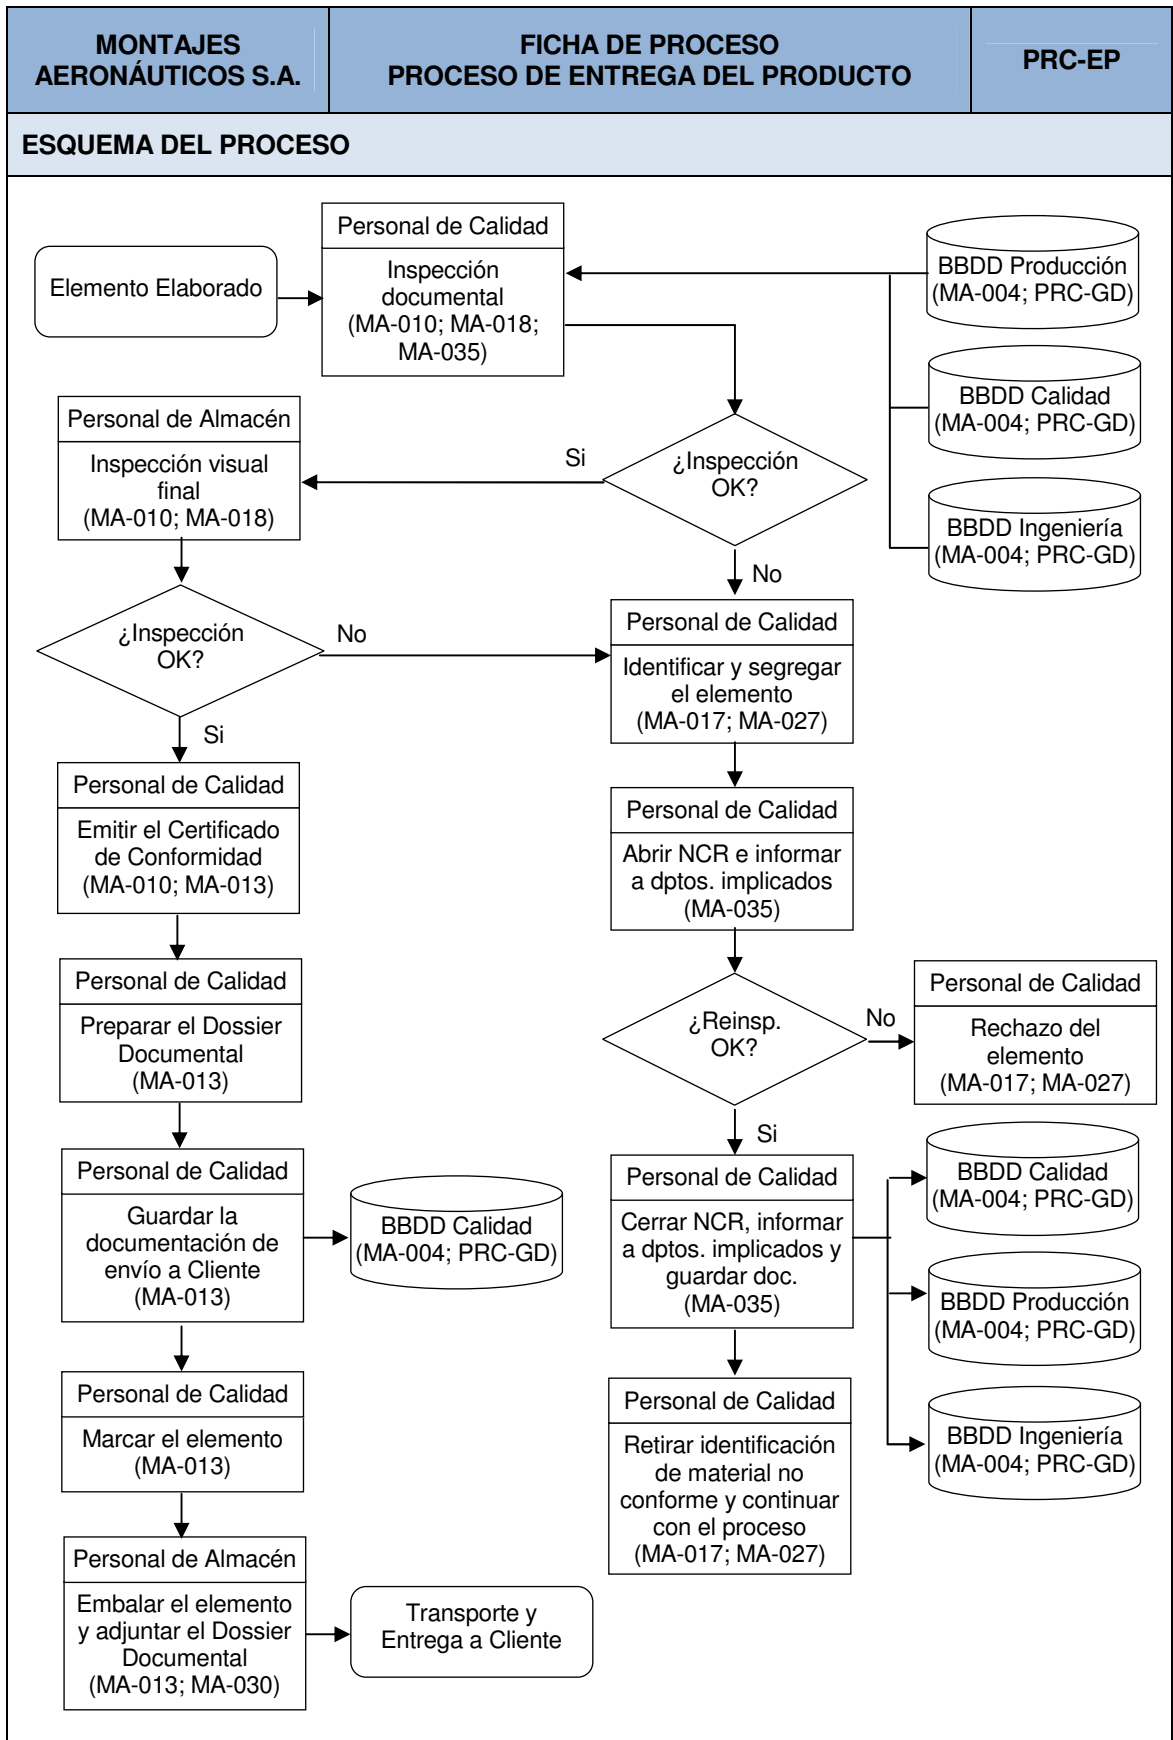 MONTAJES
AERONÁUTICOS S.A.
FICHA DE PROCESO
PROCESO DE ENTREGA DEL PRODUCTO
PRC-EP
ESQUEMA DEL PROCESO
Elemento Elaborado
Personal de Calidad
Inspección
documental
(MA-010; MA-018;
MA-035)
BBDD Producción
(MA-004; PRC-GD)
BBDD Calidad
(MA-004; PRC-GD)
BBDD Ingeniería
(MA-004; PRC-GD)
Personal de Almacén
Inspección visual
final
(MA-010; MA-018)
Si
¿Inspección
OK?
No
¿Inspección
OK?
No
Si
Personal de Calidad
Identificar y segregar
el elemento
(MA-017; MA-027)
Personal de Calidad
Emitir el Certificado
de Conformidad
(MA-010; MA-013)
Personal de Calidad
Abrir NCR e informar
a dptos. implicados
(MA-035)
Personal de Calidad
Preparar el Dossier
Documental
(MA-013)
¿Reinsp.
OK?
No
Si
Personal de Calidad
Rechazo del
elemento
(MA-017; MA-027)
Personal de Calidad
Guardar la
documentación de
envío a Cliente
(MA-013)
BBDD Calidad
(MA-004; PRC-GD)
Personal de Calidad
Cerrar NCR, informar
a dptos. implicados y
guardar doc.
(MA-035)
BBDD Calidad
(MA-004; PRC-GD)
BBDD Producción
(MA-004; PRC-GD)
BBDD Ingeniería
(MA-004; PRC-GD)
Personal de Calidad
Marcar el elemento
(MA-013)
Personal de Calidad
Retirar identificación
de material no
conforme y continuar
con el proceso
(MA-017; MA-027)
Personal de Almacén
Embalar el elemento
y adjuntar el Dossier
Documental
(MA-013; MA-030)
Transporte y
Entrega a Cliente